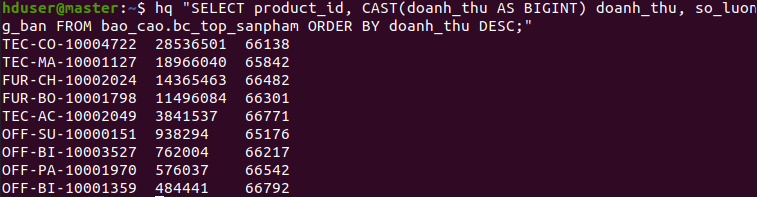 hduser@master:~$ hq "SELECT product_id, CAST(doanh_thu AS BIGINT) doanh_thu, so_luon
g_ban FROM bao_cao.bc_top_sanpham ORDER BY doanh_thu DESC;"
TEC-CO-10004722 28536501 66138
TEC-MA-10001127 18966040 65842
FUR-CH-10002024 14365463 66482
FUR-BO-10001798 11496084 66301
TEC-AC-10002049 3841537 66771
OFF-SU-10000151 938294 65176
OFF-BI-10003527 762004 66217
OFF-PA-10001970 576037 66542
OFF-BI-10001359 484441 66792